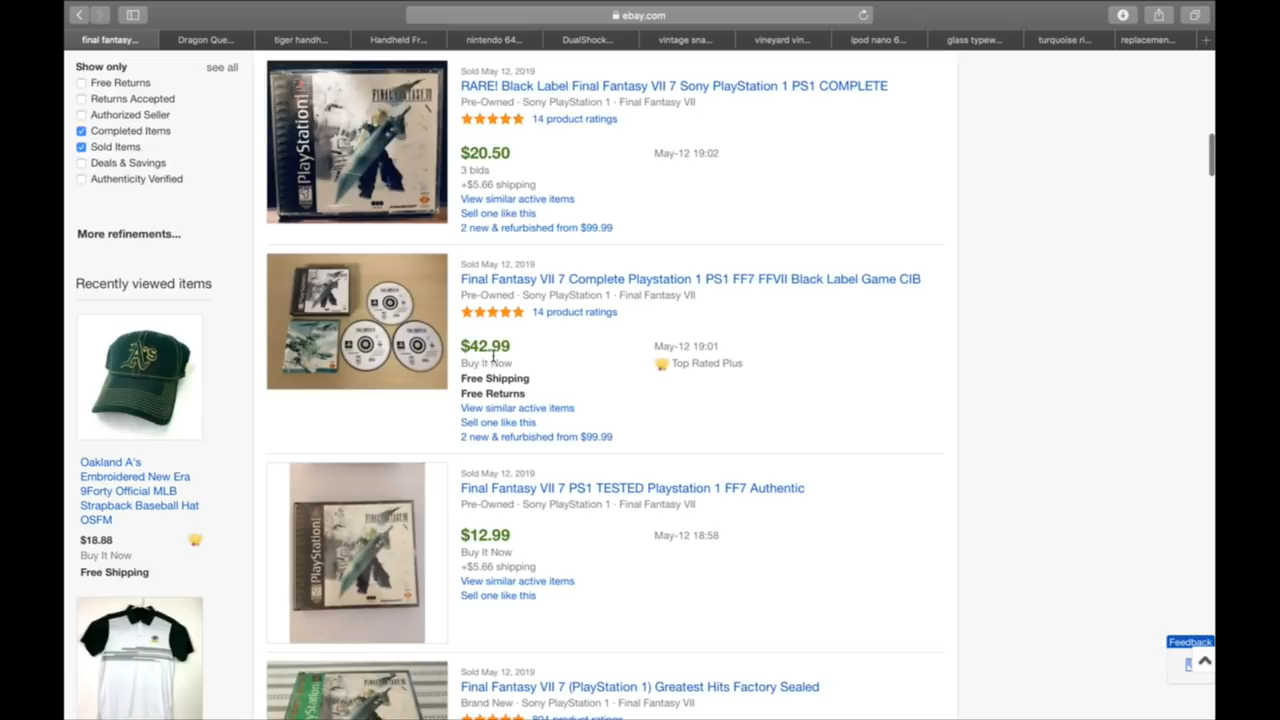 ebay.com
final fantasy...
Dragon Que...
tiger handh...
Handheld Fr...
nintendo 64...
DualShock...
vintage sna...
vineyard vin...
ipod nano 6...
glass typew...
turquoise ri...
replacemen...
Show only
see all
Free Returns
Returns Accepted
Authorized Seller
Completed Items
Sold Items
Deals & Savings
Authenticity Verified
More refinements...
Recently viewed items
A's
Oakland A's
Embroidered New Era
9Forty Official MLB
Strapback Baseball Hat
OSFM
$18.88
Buy It Now
Free Shipping
PlayStation
FINAL FANTASY VII
Sold May 12, 2019
RARE! Black Label Final Fantasy VII 7 Sony PlayStation 1 PS1 COMPLETE
Pre-Owned · Sony PlayStation 1 · Final Fantasy VII
14 product ratings
$20.50
May-12 19:02
3 bids
+$5.66 shipping
View similar active items
Sell one like this
2 new & refurbished from $99.99
Sold May 12, 2019
Final Fantasy VII 7 Complete Playstation 1 PS1 FF7 FFVII Black Label Game CIB
Pre-Owned · Sony PlayStation 1 · Final Fantasy VII
14 product ratings
$42.99
May-12 19:01
Buy It Now
Top Rated Plus
Free Shipping
Free Returns
View similar active items
Sell one like this
2 new & refurbished from $99.99
PlayStation
FINAL FANTASY VII
Sold May 12, 2019
Final Fantasy VII 7 PS1 TESTED Playstation 1 FF7 Authentic
Pre-Owned · Sony PlayStation 1 · Final Fantasy VII
$12.99
May-12 18:58
Buy It Now
+$5.66 shipping
View similar active items
Sell one like this
Sold May 12, 2019
Final Fantasy VII 7 (PlayStation 1) Greatest Hits Factory Sealed
Brand New · Sony PlayStation 1 · Final Fantasy VII
804 product ratings
Feedback